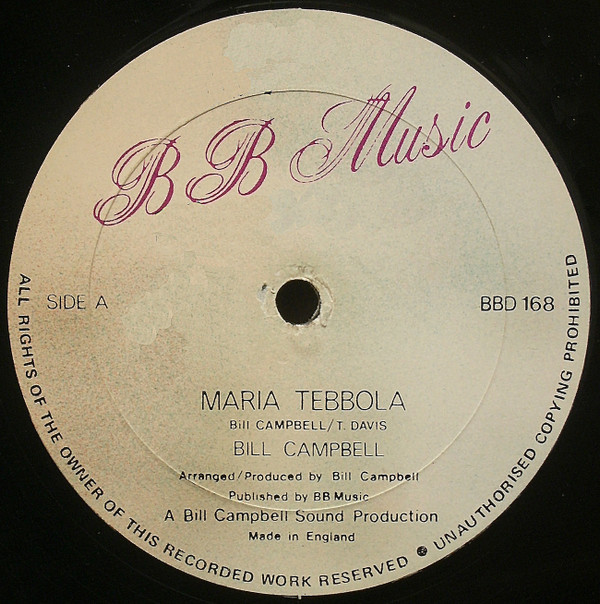 BB Music
SIDE A
BBD 168
MARIA TEBBOLA
Bill CAMPBELL/T. DAVIS
BILL CAMPBELL
Arranged/Produced by Bill Campbell
Published by BB Music
A Bill Campbell Sound Production
Made in England
ALL RIGHTS OF THE OWNER OF THIS RECORDED WORK RESERVED ● UNAUTHORISED COPYING PROHIBITED